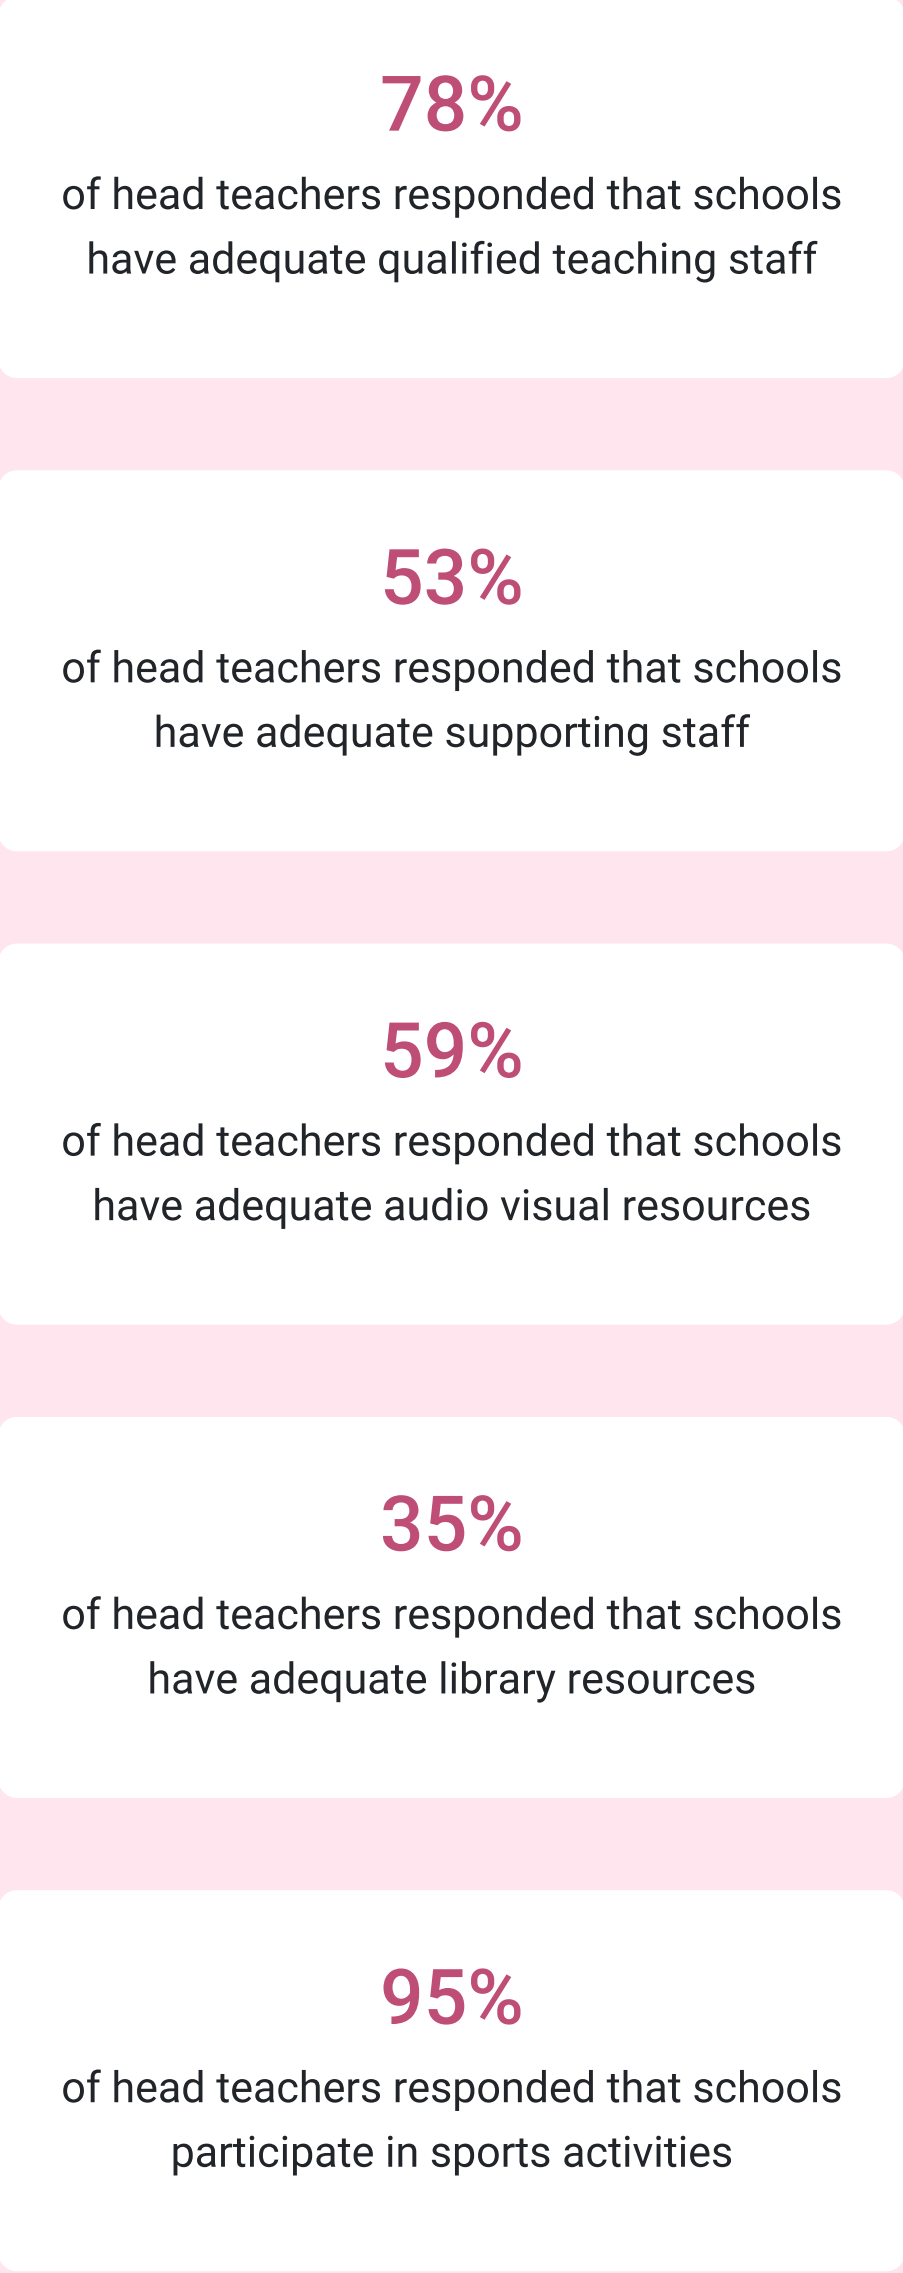 78%
of head teachers responded that schools
have adequate qualified teaching staff
53%
of head teachers responded that schools
have adequate supporting staff
59%
of head teachers responded that schools
have adequate audio visual resources
35%
of head teachers responded that schools
have adequate library resources
95%
of head teachers responded that schools
participate in sports activities